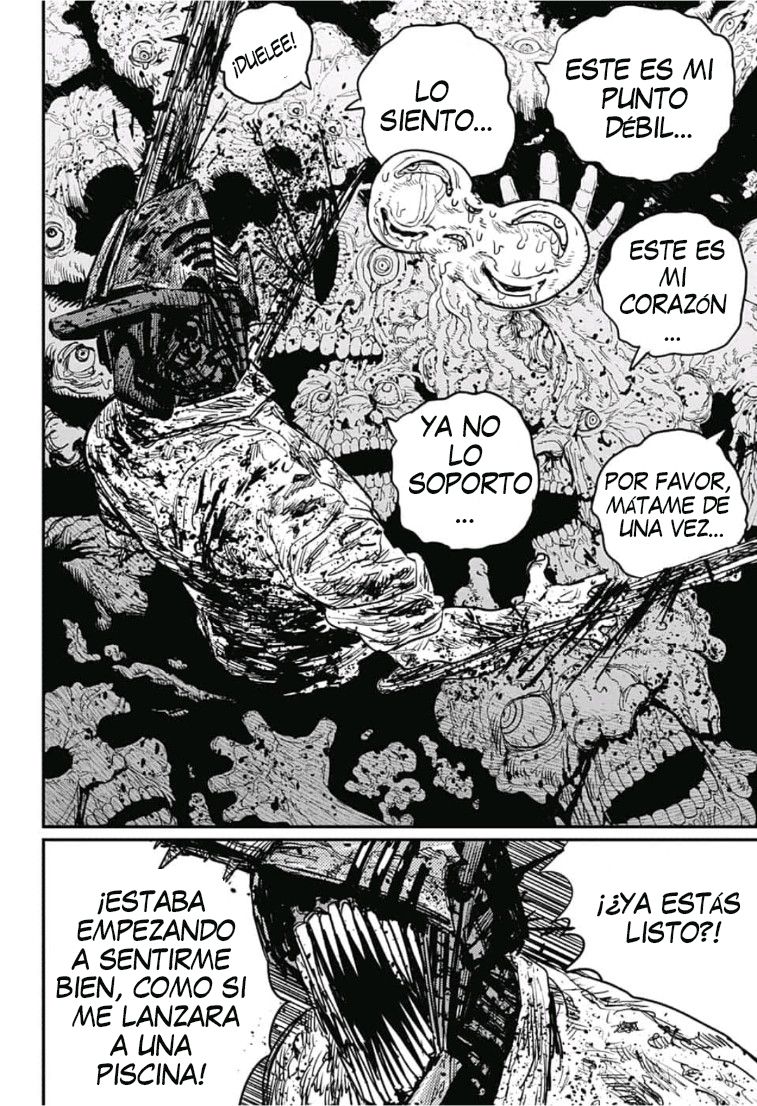 ESTE ES MI
PUNTO
DÉBIL...
LO
SIENTO...
¡DUELEE!
ESTE ES
MI
CORAZÓN
...
POR FAVOR,
MÁTAME DE
UNA VEZ...
YA NO
LO
SOPORTO
...
¡¿YA ESTÁS
LISTO?!
¡ESTABA
EMPEZANDO
A SENTIRME
BIEN, COMO SI
ME LANZARA
A UNA
PISCINA!